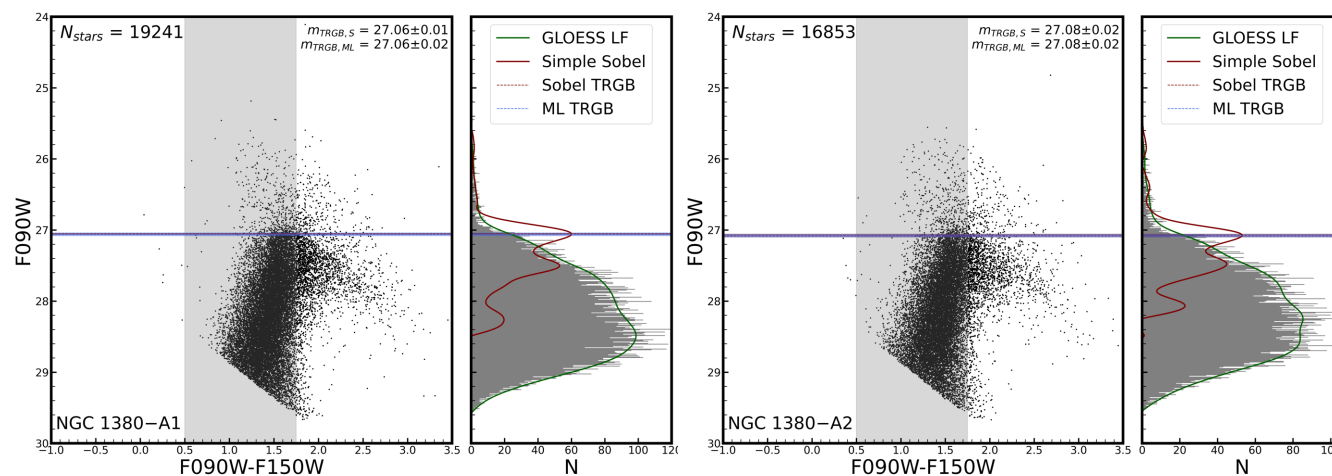 N_stars = 19241
m_TRGB,S = 27.06±0.01
m_TRGB,ML = 27.06±0.02
24
25
26
27
28
29
30
F090W
NGC 1380−A1
−1.0 −0.5 0.0 0.5 1.0 1.5 2.0 2.5 3.0 3.5
F090W-F150W
GLOESS LF
Simple Sobel
Sobel TRGB
ML TRGB
0 20 40 60 80 100 120
N
N_stars = 16853
m_TRGB,S = 27.08±0.02
m_TRGB,ML = 27.08±0.02
24
25
26
27
28
29
30
F090W
NGC 1380−A2
−1.0 −0.5 0.0 0.5 1.0 1.5 2.0 2.5 3.0 3.5
F090W-F150W
GLOESS LF
Simple Sobel
Sobel TRGB
ML TRGB
0 20 40 60 80 100
N